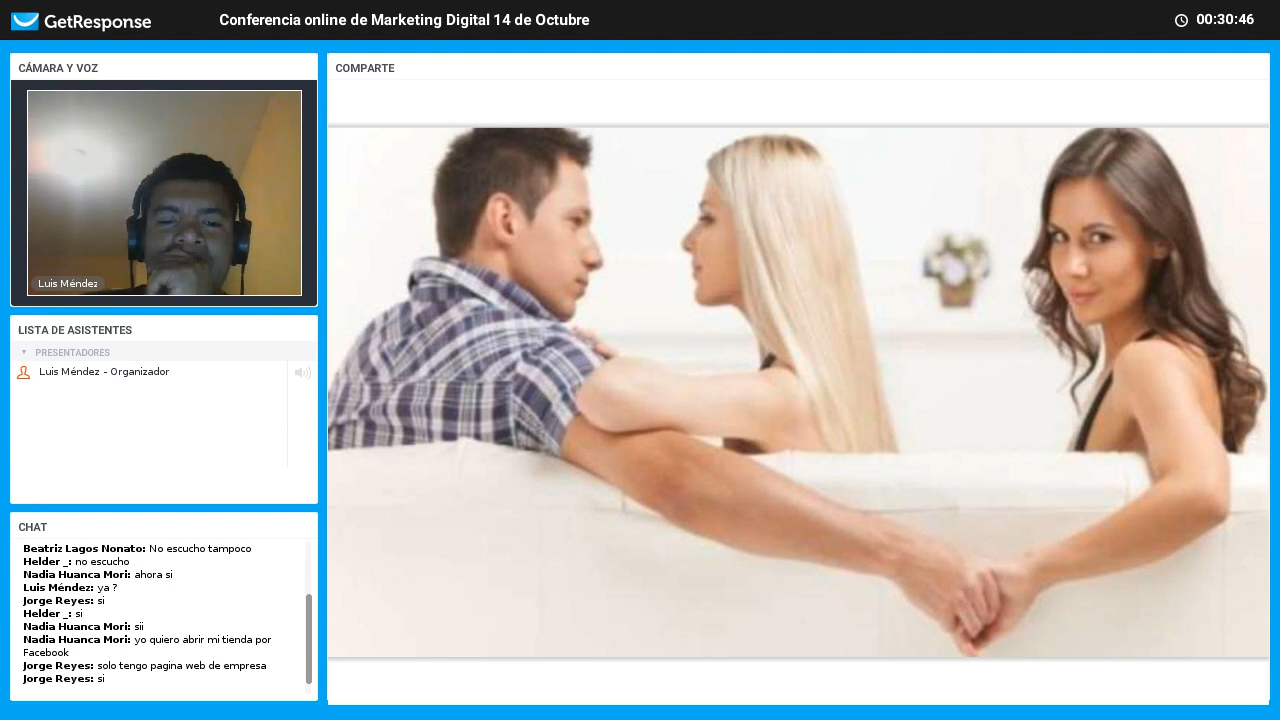 GetResponse
Conferencia online de Marketing Digital 14 de Octubre
00:30:46
CÁMARA Y VOZ
Luis Méndez
LISTA DE ASISTENTES
PRESENTADORES
Luis Méndez - Organizador
CHAT
Beatriz Lagos Nonato: No escucho tampoco
Helder _: no escucho
Nadia Huanca Mori: ahora si
Luis Méndez: ya ?
Jorge Reyes: si
Helder _: si
Nadia Huanca Mori: sii
Nadia Huanca Mori: yo quiero abrir mi tienda por
Facebook
Jorge Reyes: solo tengo pagina web de empresa
Jorge Reyes: si
COMPARTE